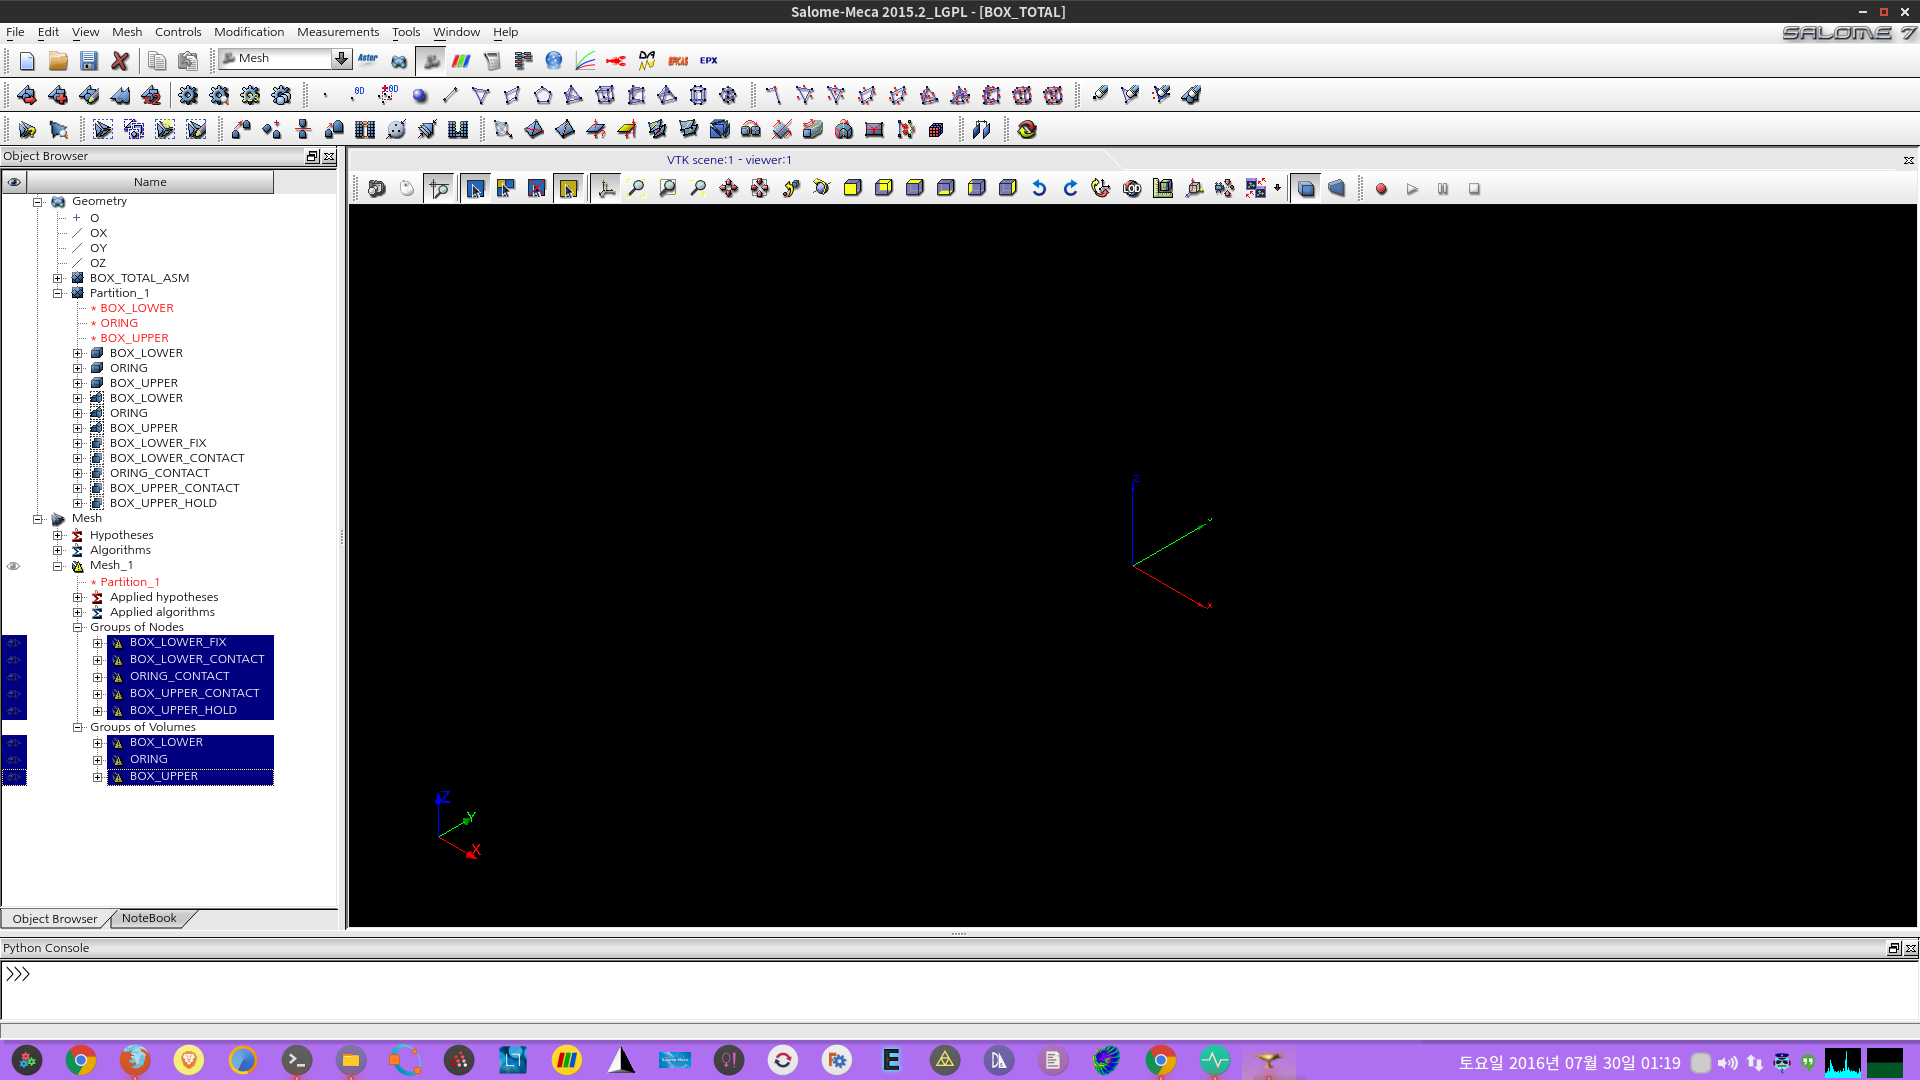 Salome-Meca 2015.2_LGPL - [BOX_TOTAL]
File Edit View Mesh Controls Modification Measurements Tools Window Help
SALOME 7
Mesh
Aster
EFICAS
EPX
0D
0D
Object Browser
VTK scene:1 - viewer:1
Name
LOD
Geometry
O
OX
OY
OZ
BOX_TOTAL_ASM
Partition_1
* BOX_LOWER
* ORING
* BOX_UPPER
BOX_LOWER
ORING
BOX_UPPER
BOX_LOWER
ORING
BOX_UPPER
BOX_LOWER_FIX
BOX_LOWER_CONTACT
ORING_CONTACT
BOX_UPPER_CONTACT
BOX_UPPER_HOLD
Mesh
Hypotheses
Algorithms
Mesh_1
* Partition_1
Applied hypotheses
Applied algorithms
Groups of Nodes
BOX_LOWER_FIX
BOX_LOWER_CONTACT
ORING_CONTACT
BOX_UPPER_CONTACT
BOX_UPPER_HOLD
Groups of Volumes
BOX_LOWER
ORING
BOX_UPPER
Z
Y
X
Object Browser
NoteBook
Python Console
>>>
토요일 2016년 07월 30일 01:19